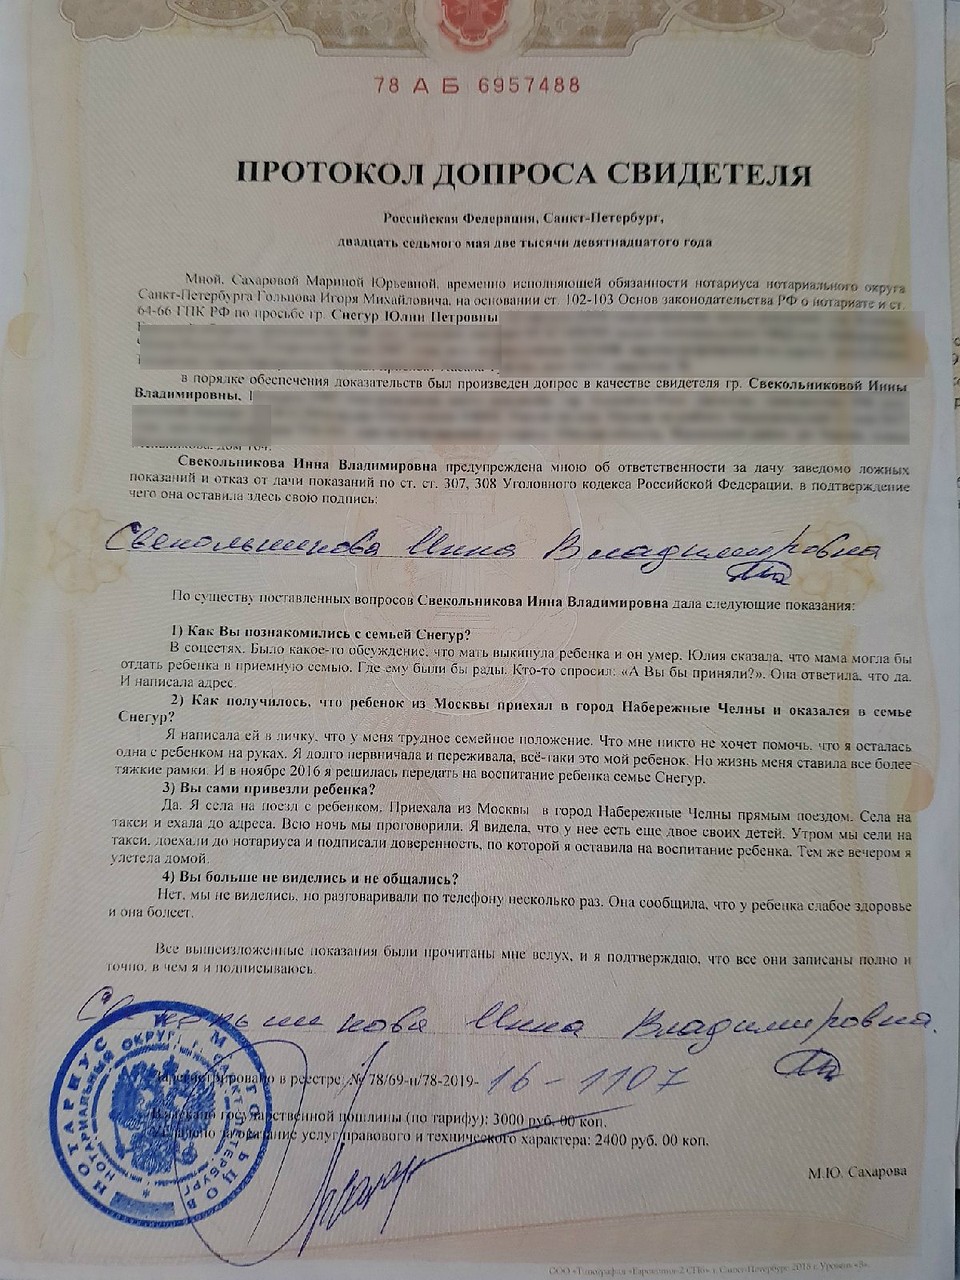 78 А Б 6957488
ПРОТОКОЛ ДОПРОСА СВИДЕТЕЛЯ
Российская Федерация, Санкт-Петербург,
двадцать седьмого мая две тысячи девятнадцатого года
Мной, Сахаровой Мариной Юрьевной, временно исполняющей обязанности нотариуса нотариального округа
Санкт-Петербурга Гольцова Игоря Михайловича, на основании ст. 102-103 Основ законодательства РФ о нотариате и ст.
64-66 ГПК РФ по просьбе гр. Снегур Юлии Петровны
в порядке обеспечения доказательств был произведен допрос в качестве свидетеля гр. Свекольниковой Инны
Владимировны,
дом 104.
Свекольникова Инна Владимировна предупреждена мною об ответственности за дачу заведомо ложных
показаний и отказ от дачи показаний по ст. ст. 307, 308 Уголовного кодекса Российской Федерации, в подтверждение
чего она оставила здесь свою подпись:
Свекольникова Инна Владимировна
По существу поставленных вопросов Свекольникова Инна Владимировна дала следующие показания:
1) Как Вы познакомились с семьей Снегур?
В соцсетях. Было какое-то обсуждение, что мать выкинула ребенка и он умер. Юлия сказала, что мама могла бы
отдать ребенка в приемную семью. Где ему были бы рады. Кто-то спросил: «А Вы бы приняли?». Она ответила, что да.
И написала адрес.
2) Как получилось, что ребенок из Москвы приехал в город Набережные Челны и оказался в семье
Снегур?
Я написала ей в личку, что у меня трудное семейное положение. Что мне никто не хочет помочь, что я осталась
одна с ребенком на руках. Я долго нервничала и переживала, всё-таки это мой ребенок. Но жизнь меня ставила все более
тяжкие рамки. И в ноябре 2016 я решилась передать на воспитание ребенка семье Снегур.
3) Вы сами привезли ребенка?
Да. Я села на поезд с ребенком. Приехала из Москвы в город Набережные Челны прямым поездом. Села на
такси и ехала до адреса. Всю ночь мы проговорили. Я видела, что у нее есть еще двое своих детей. Утром мы сели на
такси, доехали до нотариуса и подписали доверенность, по которой я оставила на воспитание ребенка. Тем же вечером я
улетела домой.
4) Вы больше не виделись и не общались?
Нет, мы не виделись, но разговаривали по телефону несколько раз. Она сообщила, что у ребенка слабое здоровье
и она болеет.
Все вышеизложенные показания были прочитаны мне вслух, и я подтверждаю, что все они записаны полно и
точно, в чем я и подписываюсь.
Свекольникова Инна Владимировна.
Зарегистрировано в реестре: № 78/69-н/78-2019- 16-1107
Взыскано государственной пошлины (по тарифу): 3000 руб. 00 коп.
Уплачено за оказание услуг правового и технического характера: 2400 руб. 00 коп.
М.Ю. Сахарова
НОТАРИУС
НОТАРИАЛЬНЫЙ ОКРУГ